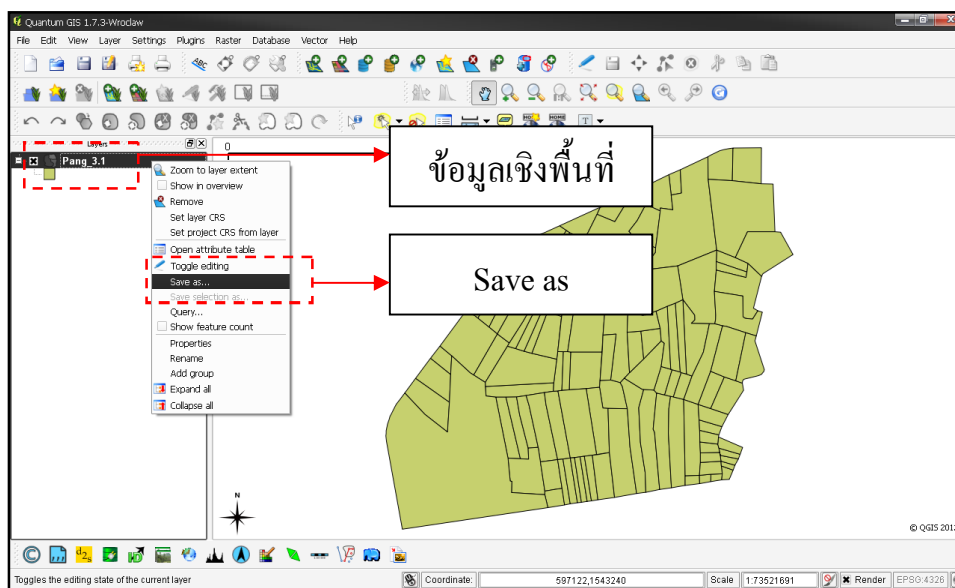 Quantum GIS 1.7.3-Wroclaw
File Edit View Layer Settings Plugins Raster Database Vector Help
Layers
0
Pang_3.1
ข้อมูลเชิงพื้นที่
Zoom to layer extent
Show in overview
Remove
Set layer CRS
Set project CRS from layer
Open attribute table
Toggle editing
Save as...
Save as
Save selection as...
Query...
Show feature count
Properties
Rename
Add group
Expand all
Collapse all
N
© QGIS 2012
Toggles the editing state of the current layer
Coordinate:
597122,1543240
Scale
1:73521691
Render
EPSG:4326